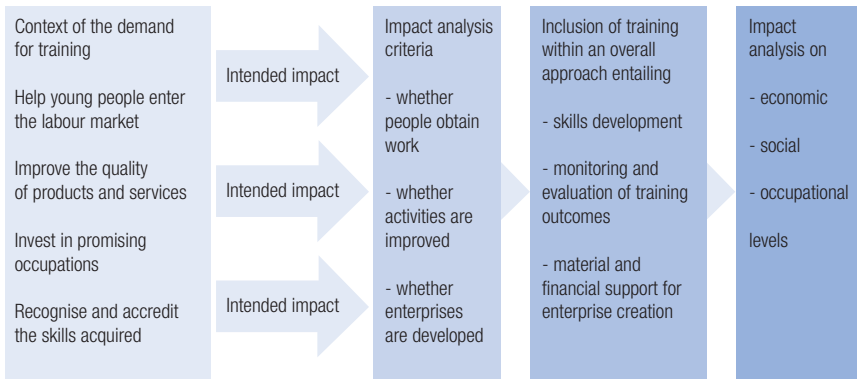 Context of the demand
for training
Help young people enter
the labour market
Improve the quality
of products and services
Invest in promising
occupations
Recognise and accredit
the skills acquired
Intended impact
Intended impact
Intended impact
Impact analysis
criteria
- whether
people obtain
work
- whether
activities are
improved
- whether
enterprises
are developed
Inclusion of training
within an overall
approach entailing
- skills development
- monitoring and
evaluation of training
outcomes
- material and
financial support for
enterprise creation
Impact
analysis on
- economic
- social
- occupational
levels